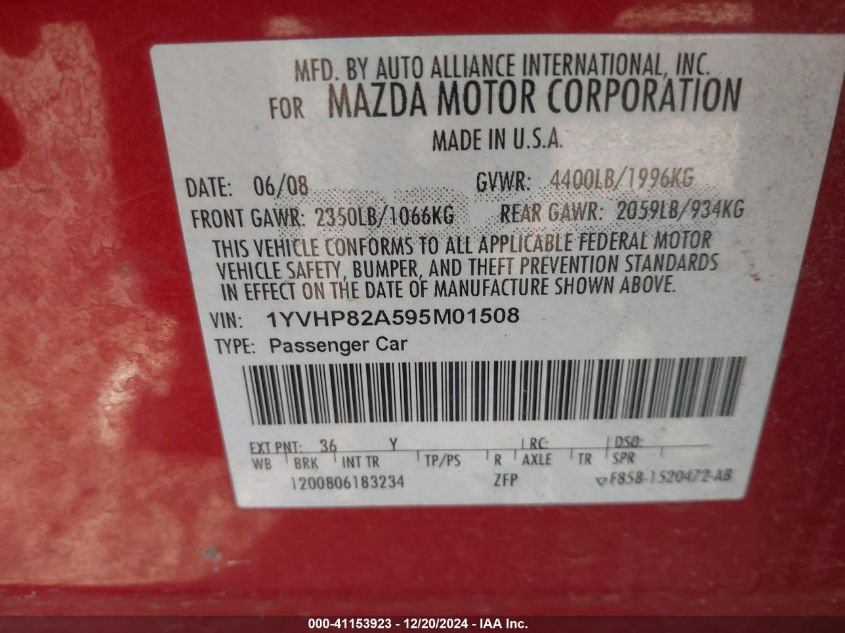 MFD. BY AUTO ALLIANCE INTERNATIONAL, INC.
FOR MAZDA MOTOR CORPORATION
MADE IN U.S.A.
DATE: 06/08 GVWR: 4400LB/1996KG
FRONT GAWR: 2350LB/1066KG REAR GAWR: 2059LB/934KG
THIS VEHICLE CONFORMS TO ALL APPLICABLE FEDERAL MOTOR
VEHICLE SAFETY, BUMPER, AND THEFT PREVENTION STANDARDS
IN EFFECT ON THE DATE OF MANUFACTURE SHOWN ABOVE.
VIN: 1YVHP82A595M01508
TYPE: Passenger Car
EXT PNT: 36 Y RC: DSO:
WB BRK INT TR TP/PS R AXLE TR SPR
1200806183234 ZFP F858-1520472-AB
000-41153923 - 12/20/2024 - IAA Inc.